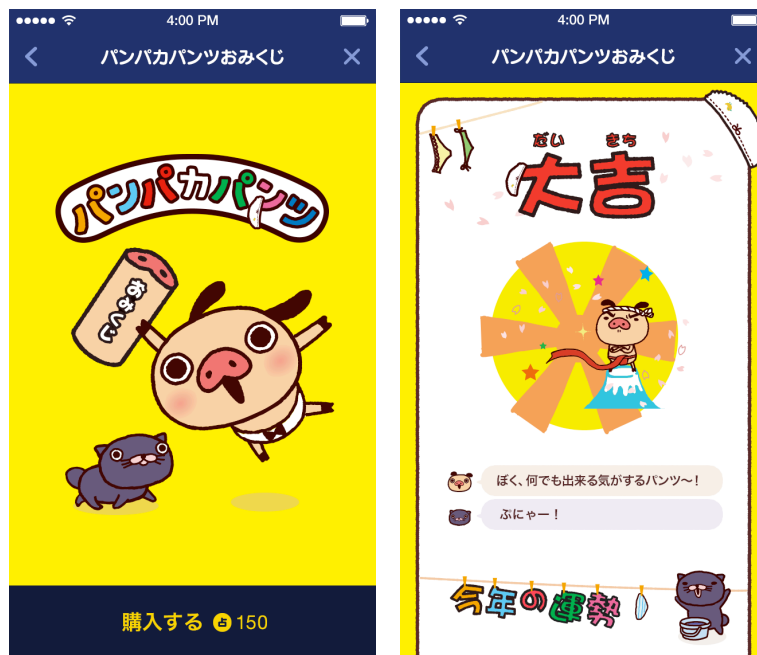 4:00 PM
パンパカパンツおみくじ
パンパカパンツ
おみくじ
購入する 占 150
4:00 PM
パンパカパンツおみくじ
だい きち
大吉
ぼく、何でも出来る気がするパンツ〜！
ぶにゃー！
今年の運勢